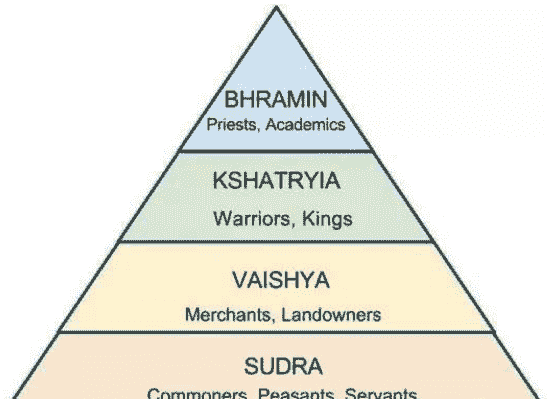 BHRAMIN
Priests, Academics
KSHATRYIA
Warriors, Kings
VAISHYA
Merchants, Landowners
SUDRA
Commoners, Peasants, Servants